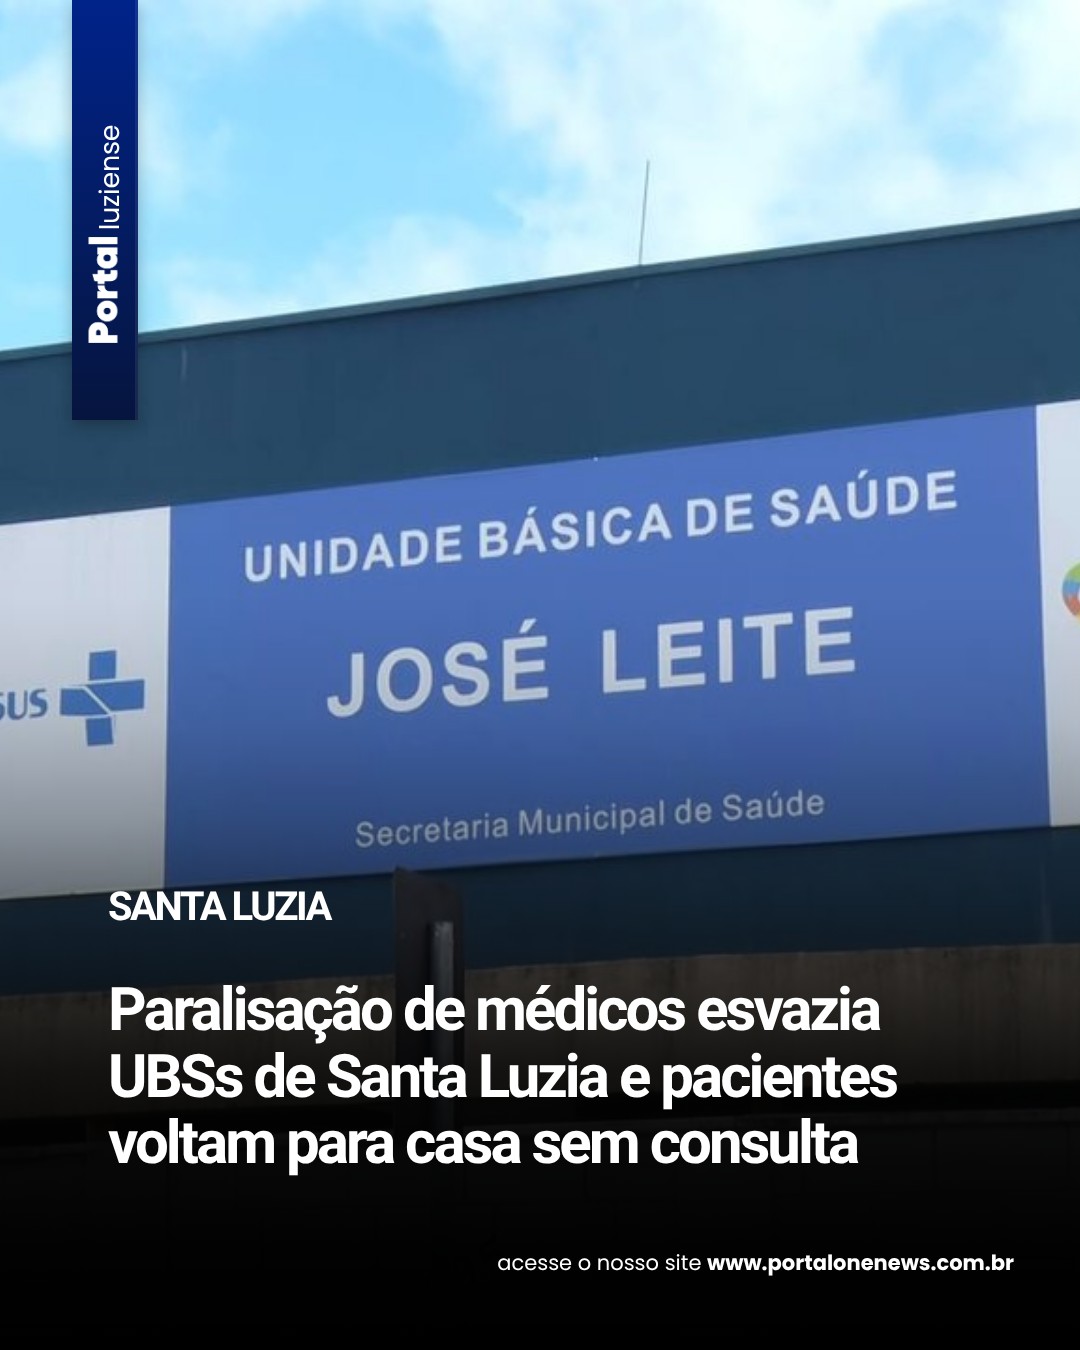 Portal luziense
UNIDADE BÁSICA DE SAÚDE
JOSÉ LEITE
SUS
Secretaria Municipal de Saúde
SANTA LUZIA
Paralisação de médicos esvazia
UBSs de Santa Luzia e pacientes
voltam para casa sem consulta
acesse o nosso site www.portalonenews.com.br